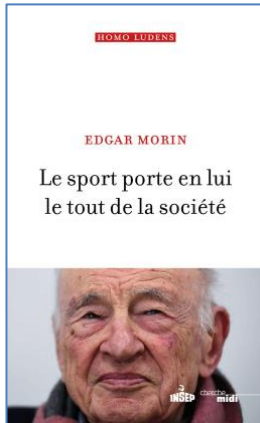 HOMO LUDENS
EDGAR MORIN
Le sport porte en lui
le tout de la société
INSEP
cherche
midi